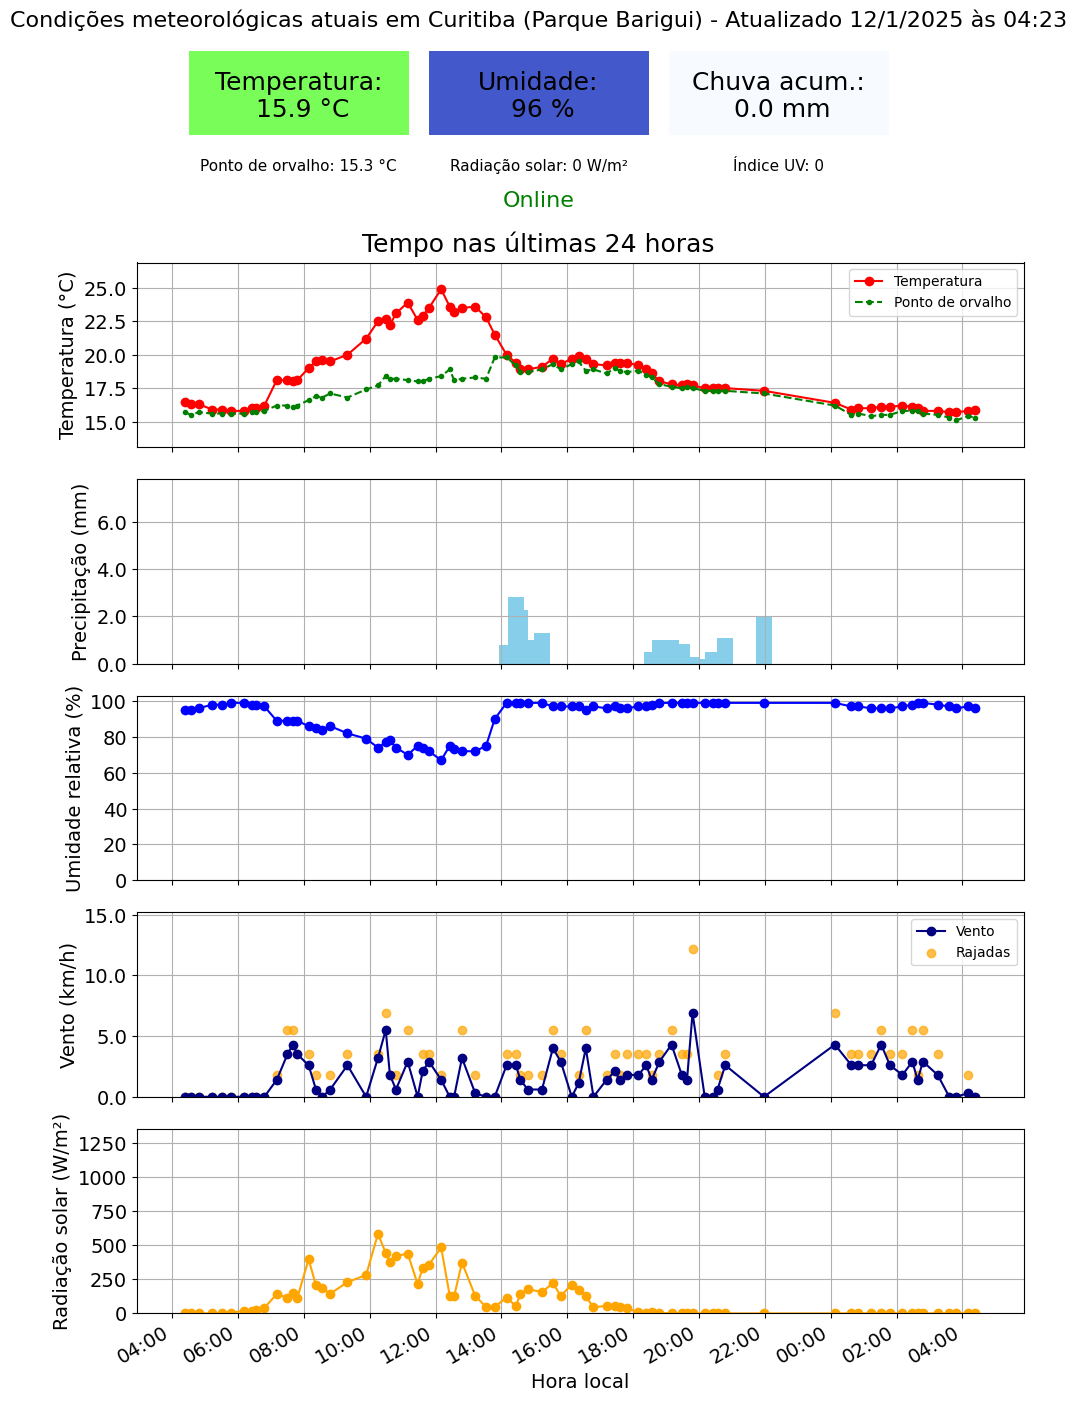 Condições meteorológicas atuais em Curitiba (Parque Barigui) - Atualizado 12/1/2025 às 04:23
Temperatura:
15.9 °C
Umidade:
96 %
Chuva acum.:
0.0 mm
Ponto de orvalho: 15.3 °C
Radiação solar: 0 W/m²
Índice UV: 0
Online
Tempo nas últimas 24 horas
Temperatura (°C)
25.0
22.5
20.0
17.5
15.0
Temperatura
Ponto de orvalho
Precipitação (mm)
6.0
4.0
2.0
0.0
Umidade relativa (%)
100
80
60
40
20
0
Vento (km/h)
15.0
10.0
5.0
0.0
Vento
Rajadas
Radiação solar (W/m²)
1250
1000
750
500
250
0
04:00 06:00 08:00 10:00 12:00 14:00 16:00 18:00 20:00 22:00 00:00 02:00 04:00
Hora local